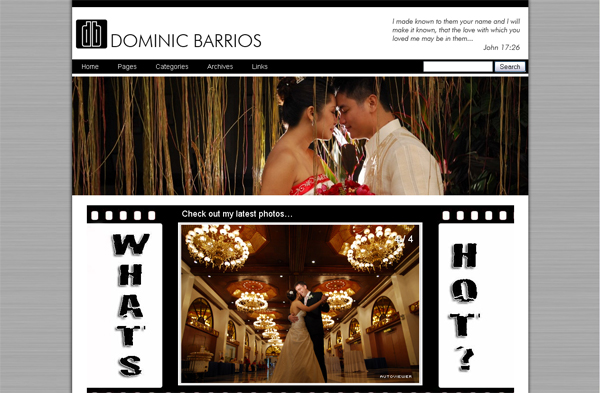 db DOMINIC BARRIOS
I made known to them your name and I will
make it known, that the love with which you
loved me may be in them...
John 17:26
Home Pages Categories Archives Links Search
Check out my latest photos...
/ 4
WHATS
HOT?
AUTOVIEWER